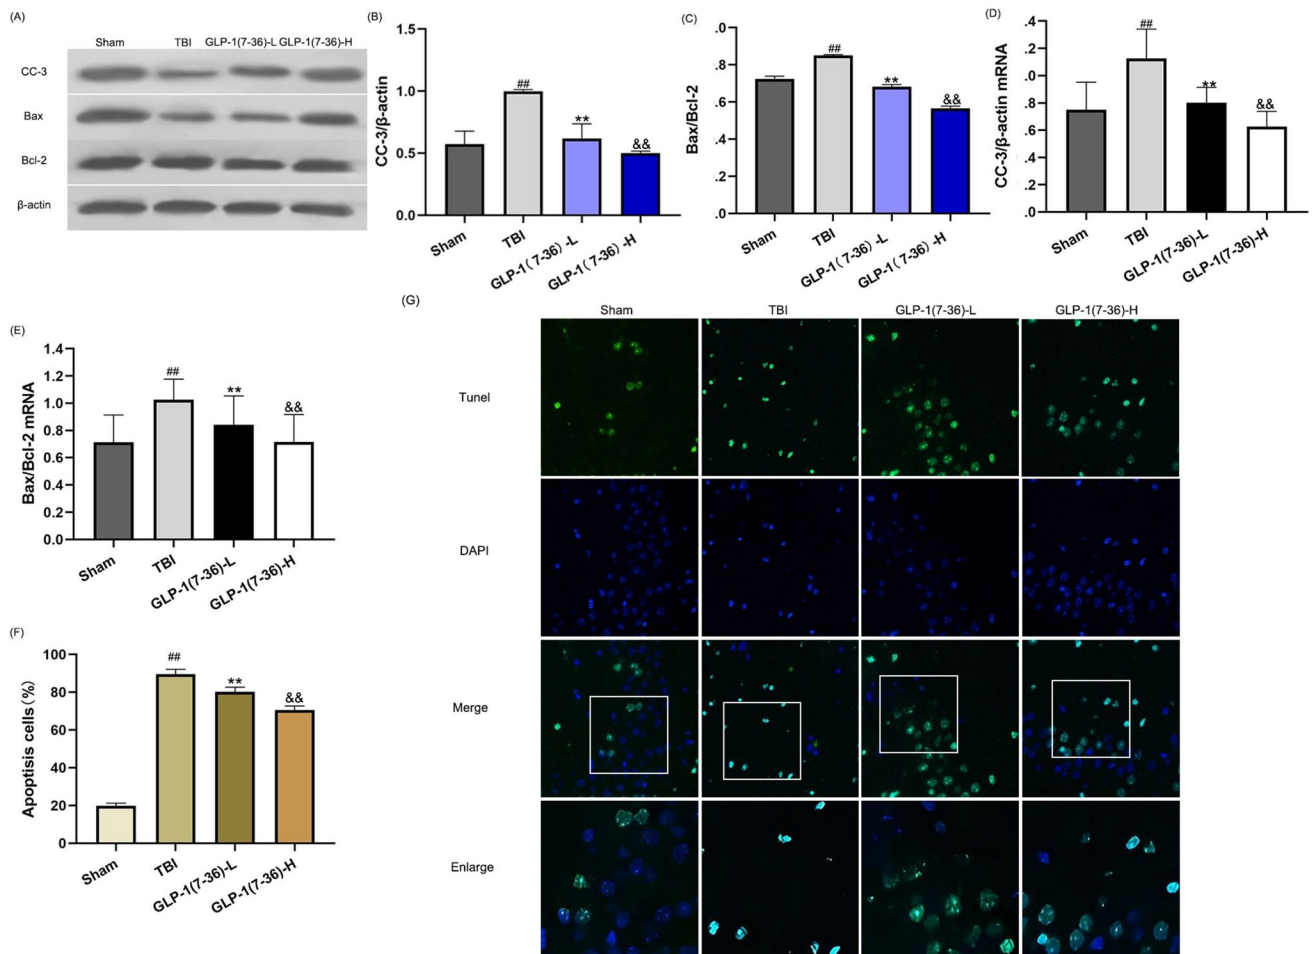 (A)
Sham TBI GLP-1(7-36)-L GLP-1(7-36)-H
CC-3
Bax
Bcl-2
β-actin
(B)
CC-3/β-actin
1.5
1.0
0.5
0.0
##
**
&&
Sham
TBI
GLP-1(7-36)-L
GLP-1(7-36)-H
(C)
Bax/Bcl-2
.0
.8
.6
.4
.2
.0
##
**
&&
Sham
TBI
GLP-1(7-36)-L
GLP-1(7-36)-H
(D)
CC-3/β-actin mRNA
.4
.2
.0
.8
.6
.4
.2
.0
##
**
&&
Sham
TBI
GLP-1(7-36)-L
GLP-1(7-36)-H
(E)
Bax/Bcl-2 mRNA
1.4
1.2
1.0
0.8
0.6
0.4
0.2
0.0
##
**
&&
Sham
TBI
GLP-1(7-36)-L
GLP-1(7-36)-H
(F)
Apoptisis cells(%)
100
80
60
40
20
0
##
**
&&
Sham
TBI
GLP-1(7-36)-L
GLP-1(7-36)-H
(G)
Sham TBI GLP-1(7-36)-L GLP-1(7-36)-H
Tunel
DAPI
Merge
Enlarge